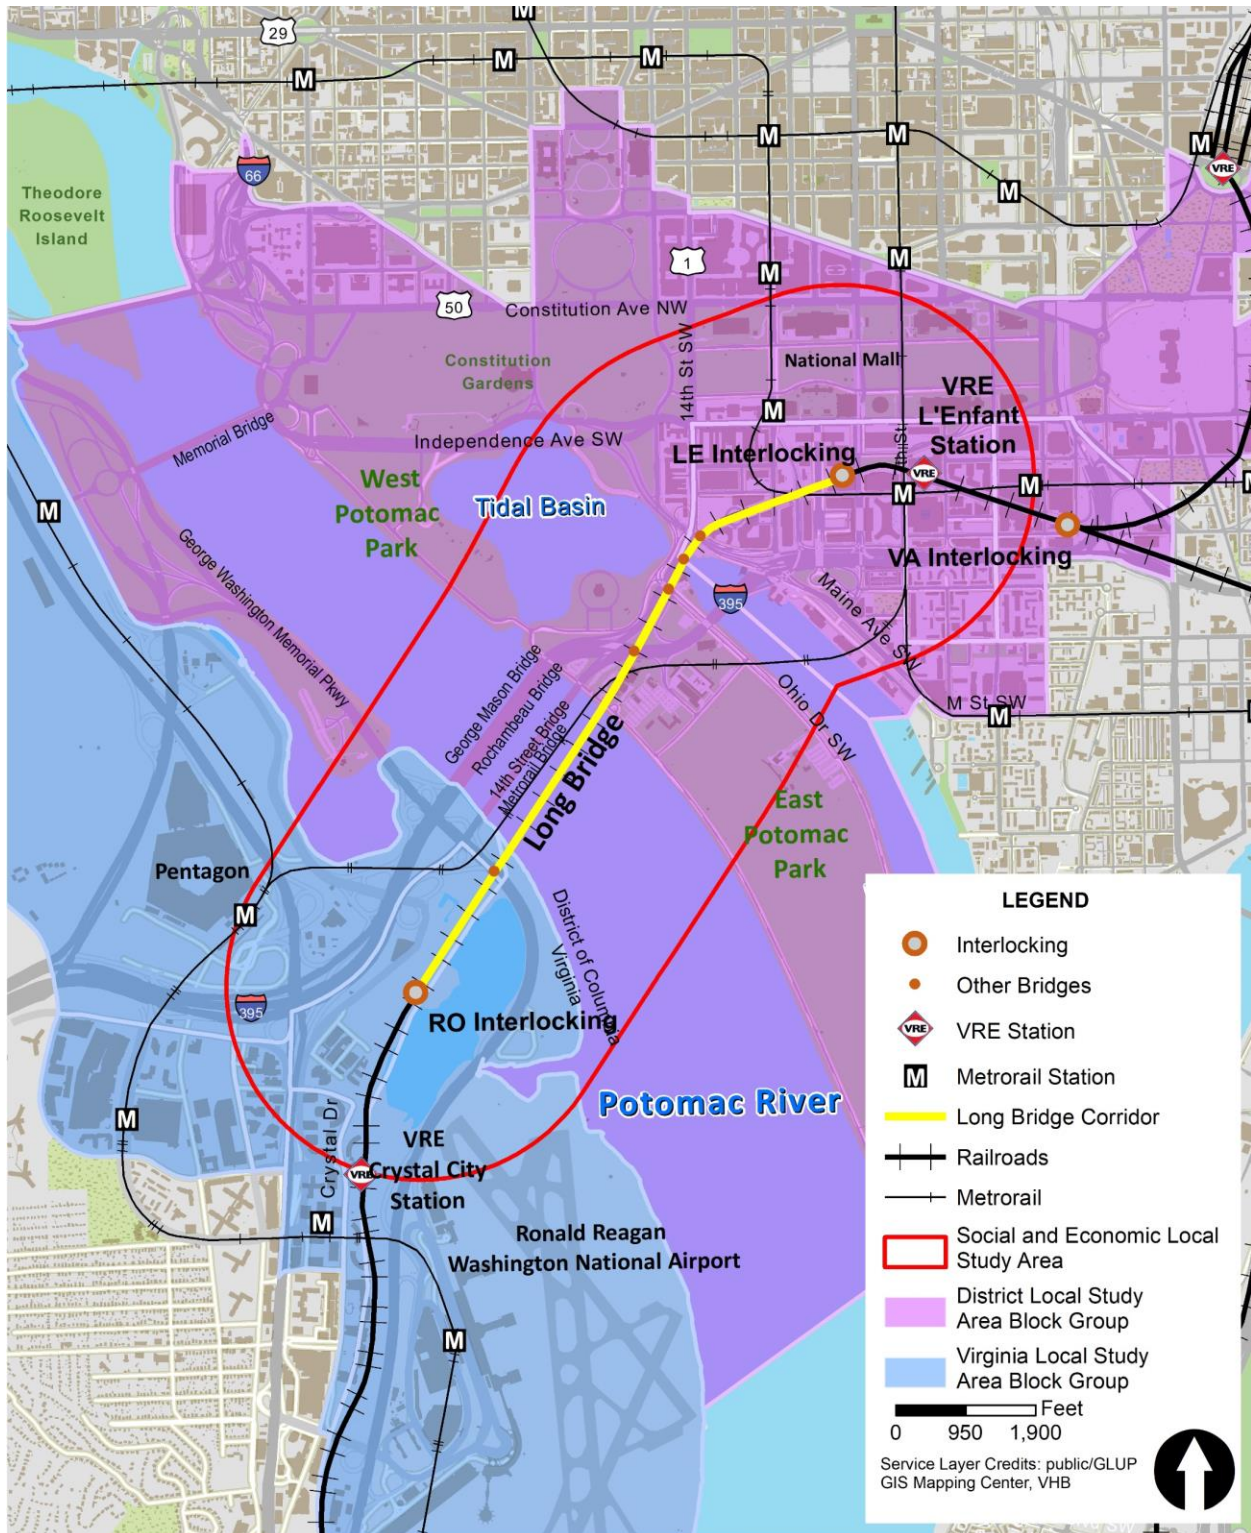 29
M
M
M
M
M
M
M
VRE
66
Theodore
Roosevelt
Island
M
1
M
M
50
Constitution Ave NW
14th St SW
National Mall
Constitution
Gardens
VRE
L'Enfant
Station
M
Memorial Bridge
Independence Ave SW
LE Interlocking
VRE
West
Potomac
Park
Tidal Basin
M
M
M
M
VA Interlocking
George Washington Memorial Pkwy
395
Maine Ave SW
George Mason Bridge
Rochambeau Bridge
14th Street Bridge
Metrorail Bridge
Long Bridge
Ohio Dr SW
M St SW
M
East
Potomac
Park
Pentagon
M
District of Columbia
Virginia
395
RO Interlocking
Potomac River
M
Crystal Dr
VRE
VRE
Crystal City
Station
M
Ronald Reagan
Washington National Airport
M
LEGEND
Interlocking
Other Bridges
VRE
VRE Station
M
Metrorail Station
Long Bridge Corridor
Railroads
Metrorail
Social and Economic Local
Study Area
District Local Study
Area Block Group
Virginia Local Study
Area Block Group
Feet
0 950 1,900
Service Layer Credits: public/GLUP
GIS Mapping Center, VHB